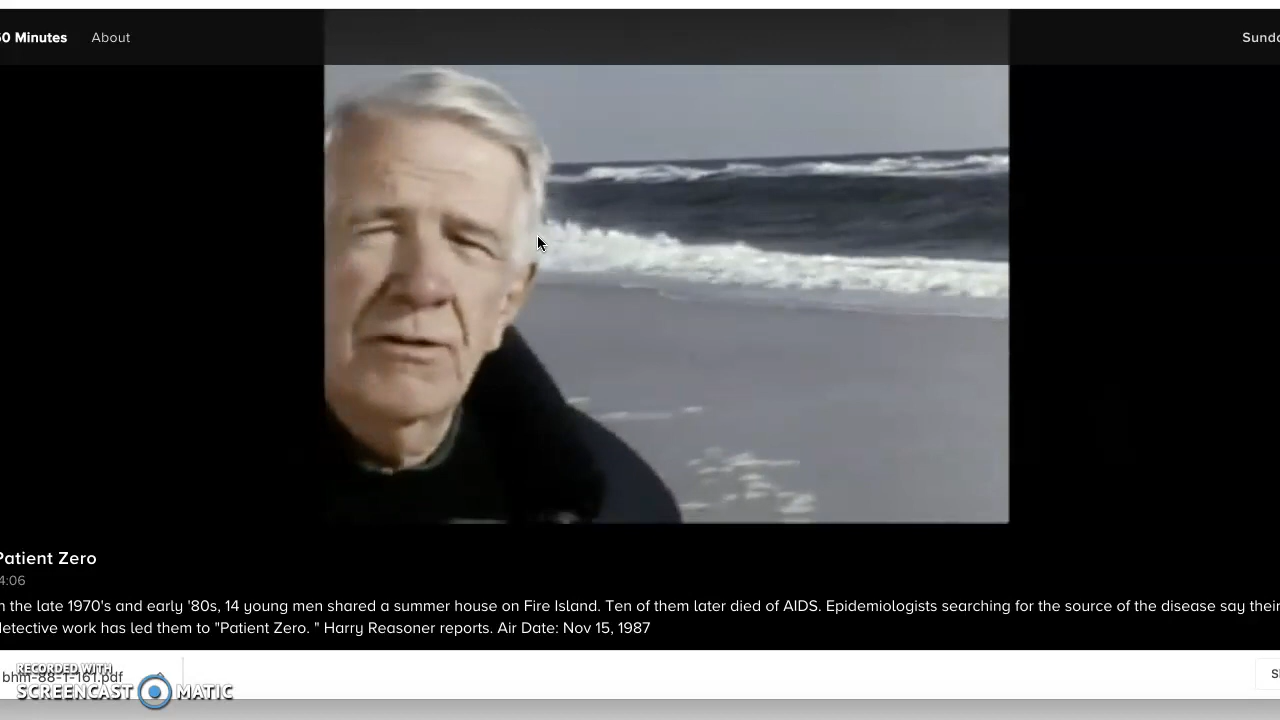 60 Minutes About Sund
Patient Zero
4:06
n the late 1970's and early '80s, 14 young men shared a summer house on Fire Island. Ten of them later died of AIDS. Epidemiologists searching for the source of the disease say their
detective work has led them to "Patient Zero. " Harry Reasoner reports. Air Date: Nov 15, 1987
RECORDED WITH
bhm-88-1-161.pdf
SCREENCAST MATIC